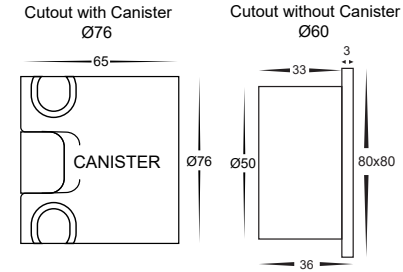 Cutout with Canister
Ø76
65
CANISTER
Ø76
Cutout without Canister
Ø60
3
33
Ø50
80x80
36